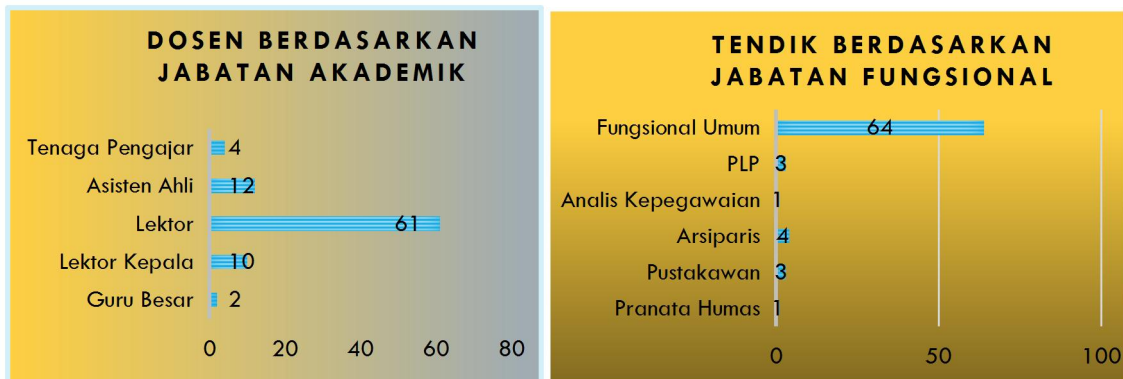 DOSEN BERDASARKAN
JABATAN AKADEMIK
Tenaga Pengajar 4
Asisten Ahli 12
Lektor 61
Lektor Kepala 10
Guru Besar 2
0 20 40 60 80
TENDIK BERDASARKAN
JABATAN FUNGSIONAL
Fungsional Umum 64
PLP 3
Analis Kepegawaian 1
Arsiparis 4
Pustakawan 3
Pranata Humas 1
0 50 100